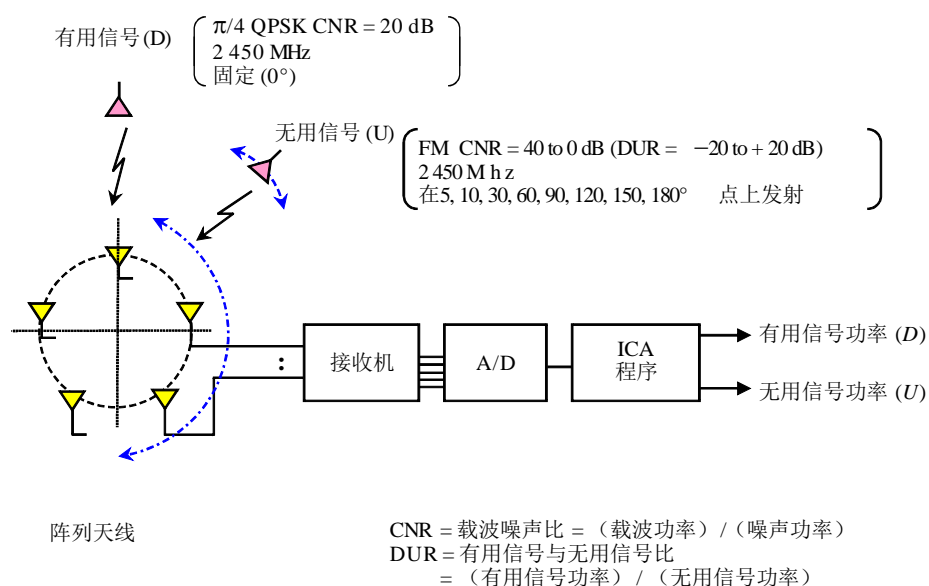 有用信号(D)
π/4 QPSK CNR = 20 dB
2 450 MHz
固定 (0°)
无用信号 (U)
FM CNR = 40 to 0 dB (DUR = −20 to + 20 dB)
2 450 M h z
在5, 10, 30, 60, 90, 120, 150, 180° 点上发射
接收机
A/D
ICA
程序
有用信号功率 (D)
无用信号功率 (U)
阵列天线
CNR = 载波噪声比 = （载波功率）/（噪声功率）
DUR = 有用信号与无用信号比
= （有用信号功率）/ （无用信号功率）